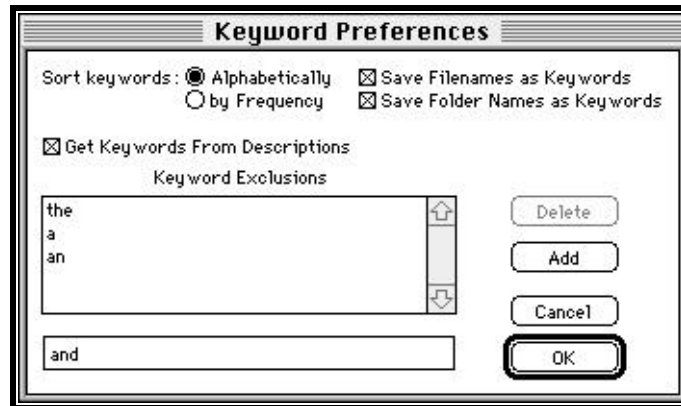 Keyword Preferences
Sort keywords: Alphabetically Save Filenames as Keywords
by Frequency Save Folder Names as Keywords
Get Keywords From Descriptions
Keyword Exclusions
the Delete
a
an Add
Cancel
and OK